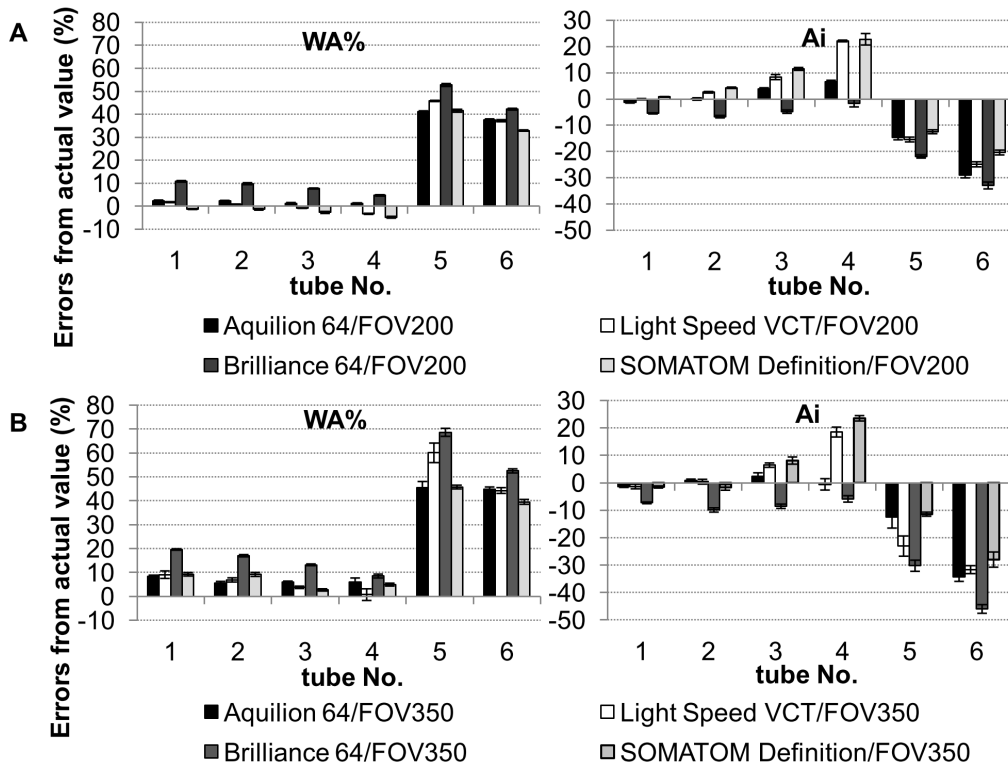 A
Errors from actual value (%)
WA%
80
70
60
50
40
30
20
10
0
-10
1 2 3 4 5 6
tube No.
Ai
30
20
10
0
-10
-20
-30
-40
-50
1 2 3 4 5 6
tube No.
Aquilion 64/FOV200
Light Speed VCT/FOV200
Brilliance 64/FOV200
SOMATOM Definition/FOV200
B
Errors from actual value (%)
WA%
80
70
60
50
40
30
20
10
0
-10
1 2 3 4 5 6
tube No.
Ai
30
20
10
0
-10
-20
-30
-40
-50
1 2 3 4 5 6
tube No.
Aquilion 64/FOV350
Light Speed VCT/FOV350
Brilliance 64/FOV350
SOMATOM Definition/FOV350